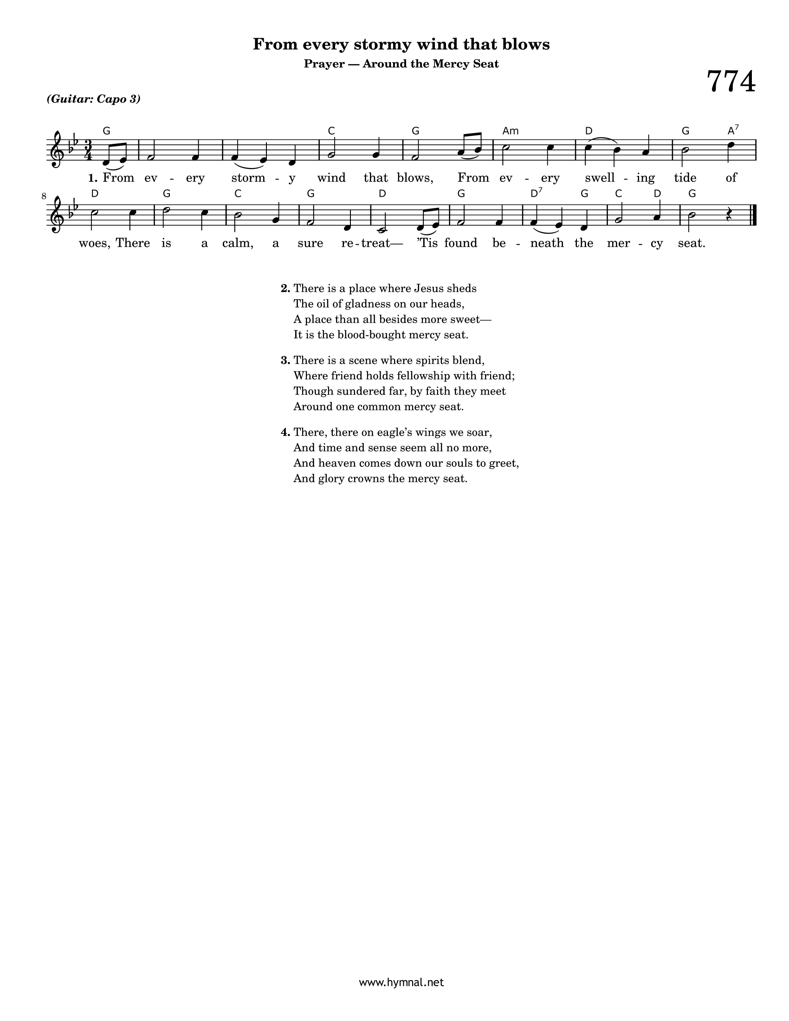 From every stormy wind that blows
Prayer — Around the Mercy Seat
774
(Guitar: Capo 3)
G C G Am D G A7
1. From ev - ery storm - y wind that blows, From ev - ery swell - ing tide of
8
D G C G D G D7 G C D G
woes, There is a calm, a sure re - treat— ’Tis found be - neath the mer - cy seat.
2. There is a place where Jesus sheds
The oil of gladness on our heads,
A place than all besides more sweet—
It is the blood-bought mercy seat.
3. There is a scene where spirits blend,
Where friend holds fellowship with friend;
Though sundered far, by faith they meet
Around one common mercy seat.
4. There, there on eagle’s wings we soar,
And time and sense seem all no more,
And heaven comes down our souls to greet,
And glory crowns the mercy seat.
www.hymnal.net